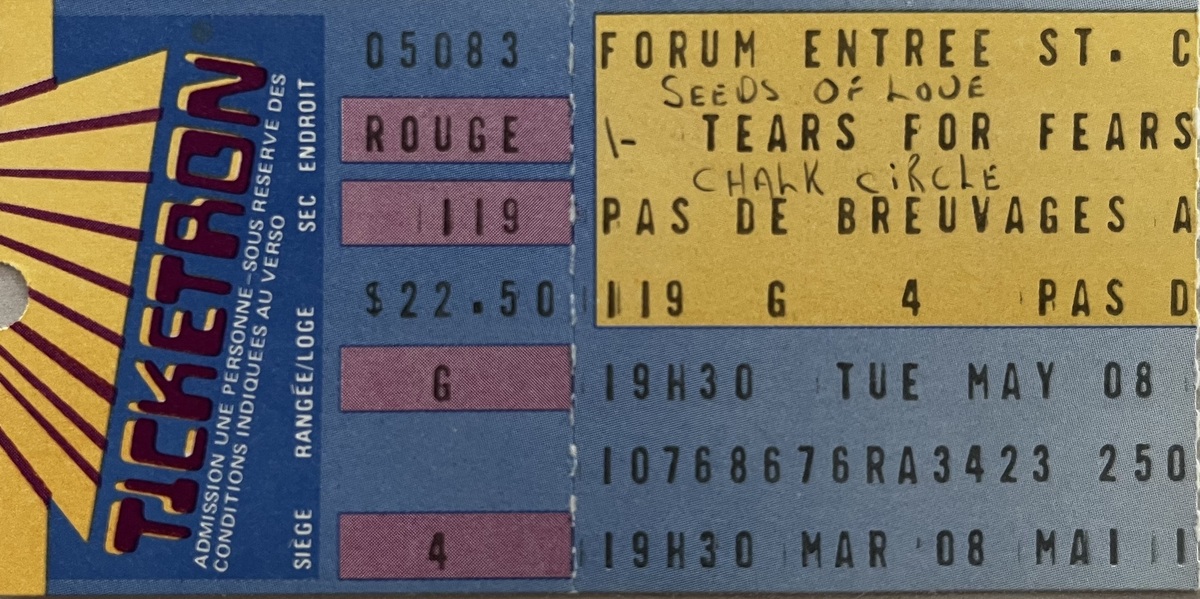 TICKETRON
ADMISSION UNE PERSONNE-SOUS RESERVE DES
CONDITIONS INDIQUEES AU VERSO
SIÈGE RANGÉE/LOGE SEC ENDROIT
05083
ROUGE
119
$22.50
G
4
FORUM ENTREE ST. C
SEEDS OF LOVE
\- TEARS FOR FEARS
CHALK CIRCLE
PAS DE BREUVAGES A
119 G 4 PAS D
19H30 TUE MAY 08
10768676RA3423 250
19H30 MAR 08 MAI 1